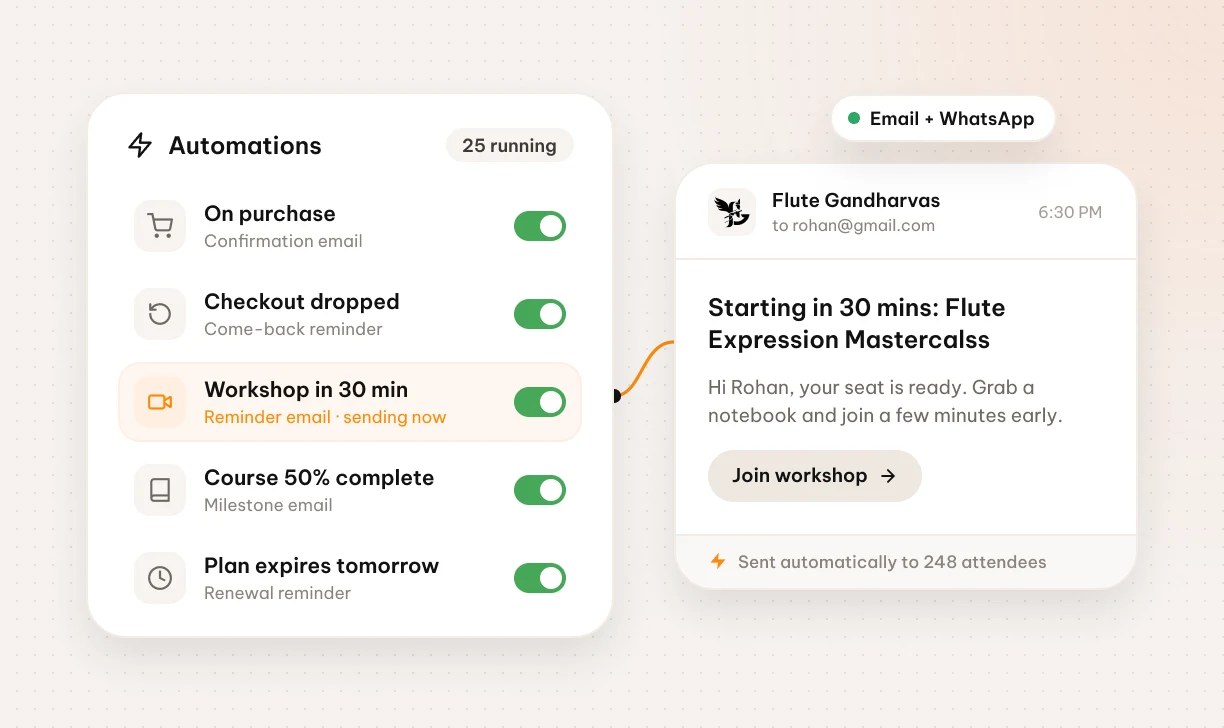 Automations
25 running
On purchase
Confirmation email
Checkout dropped
Come-back reminder
Workshop in 30 min
Reminder email · sending now
Course 50% complete
Milestone email
Plan expires tomorrow
Renewal reminder
Email + WhatsApp
Flute Gandharvas
to rohan@gmail.com
6:30 PM
Starting in 30 mins: Flute
Expression Mastercalss
Hi Rohan, your seat is ready. Grab a
notebook and join a few minutes early.
Join workshop →
Sent automatically to 248 attendees